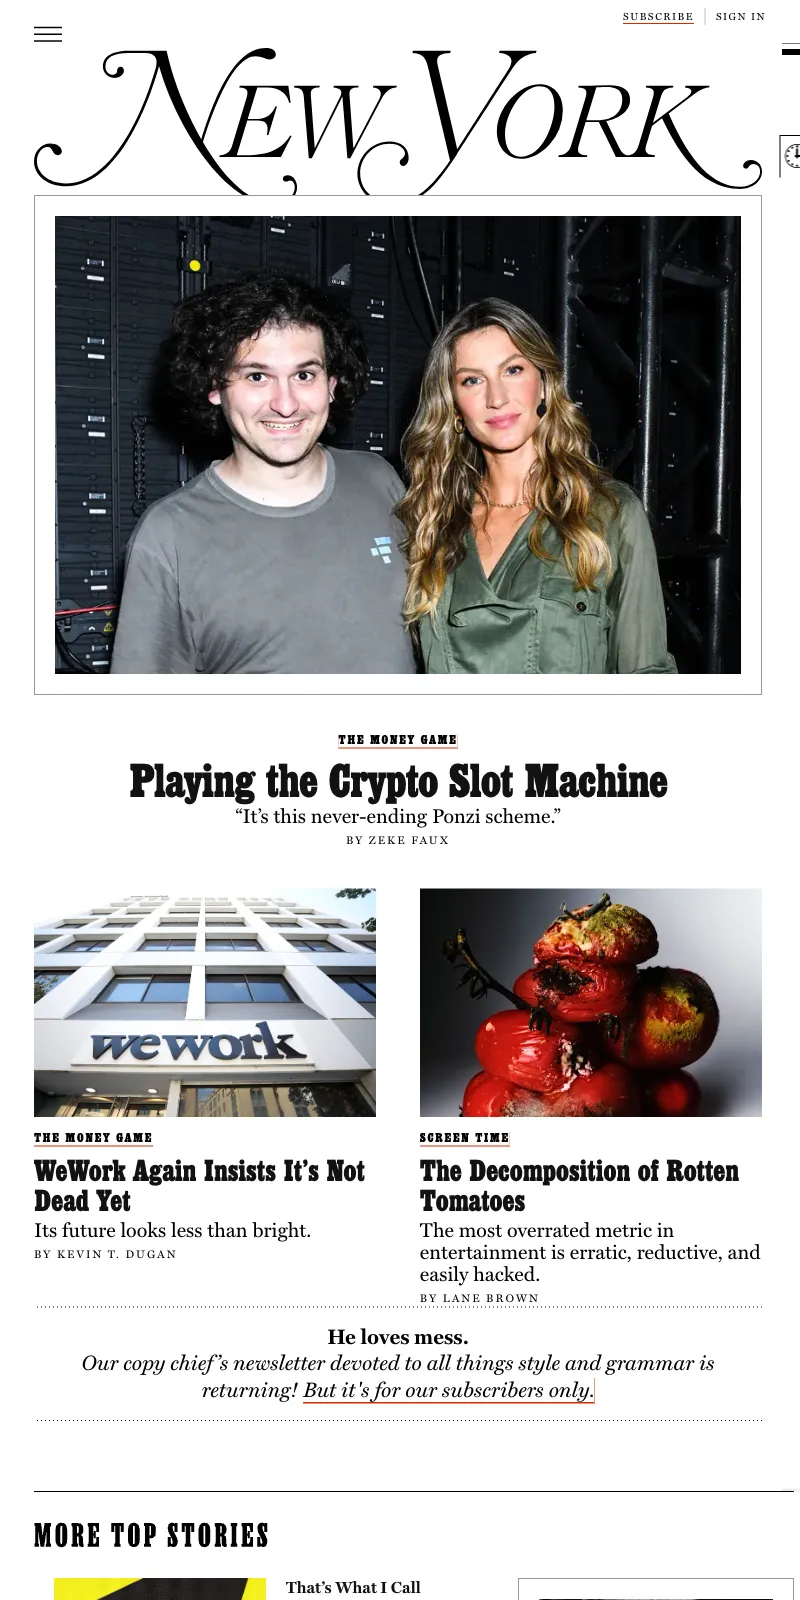 SUBSCRIBE
SIGN IN
NEW YORK
THE MONEY GAME
Playing the Crypto Slot Machine
“It’s this never-ending Ponzi scheme.”
BY ZEKE FAUX
wework
THE MONEY GAME
WeWork Again Insists It’s Not
Dead Yet
Its future looks less than bright.
BY KEVIN T. DUGAN
SCREEN TIME
The Decomposition of Rotten
Tomatoes
The most overrated metric in
entertainment is erratic, reductive, and
easily hacked.
BY LANE BROWN
He loves mess.
Our copy chief’s newsletter devoted to all things style and grammar is
returning! But it's for our subscribers only.
MORE TOP STORIES
That’s What I Call